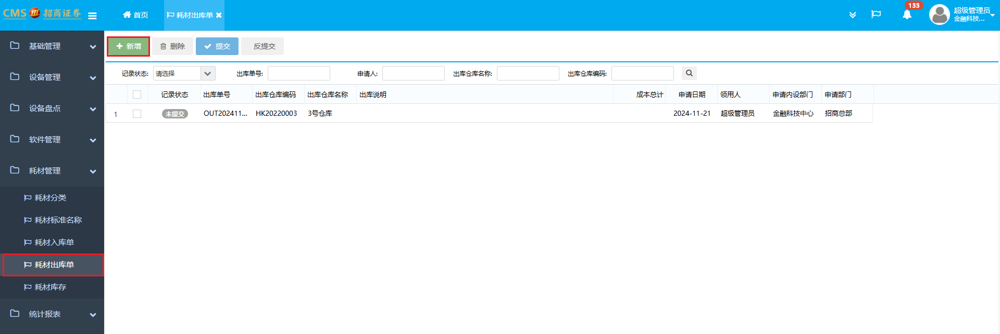 CMS 招商证券
首页
耗材出库单
133
超级管理员
金融科技...
基础管理
设备管理
设备盘点
软件管理
耗材管理
耗材分类
耗材标准名称
耗材入库单
耗材出库单
耗材库存
统计报表
新增 删除 提交 反提交
记录状态: 请选择 出库单号: 申请人: 出库仓库名称: 出库仓库编码:
记录状态 出库单号 出库仓库编码 出库仓库名称 出库说明 成本总计 申请日期 领用人 申请内设部门 申请部门
1 未提交 OUT202411... HK20220003 3号仓库 2024-11-21 超级管理员 金融科技中心 招商总部